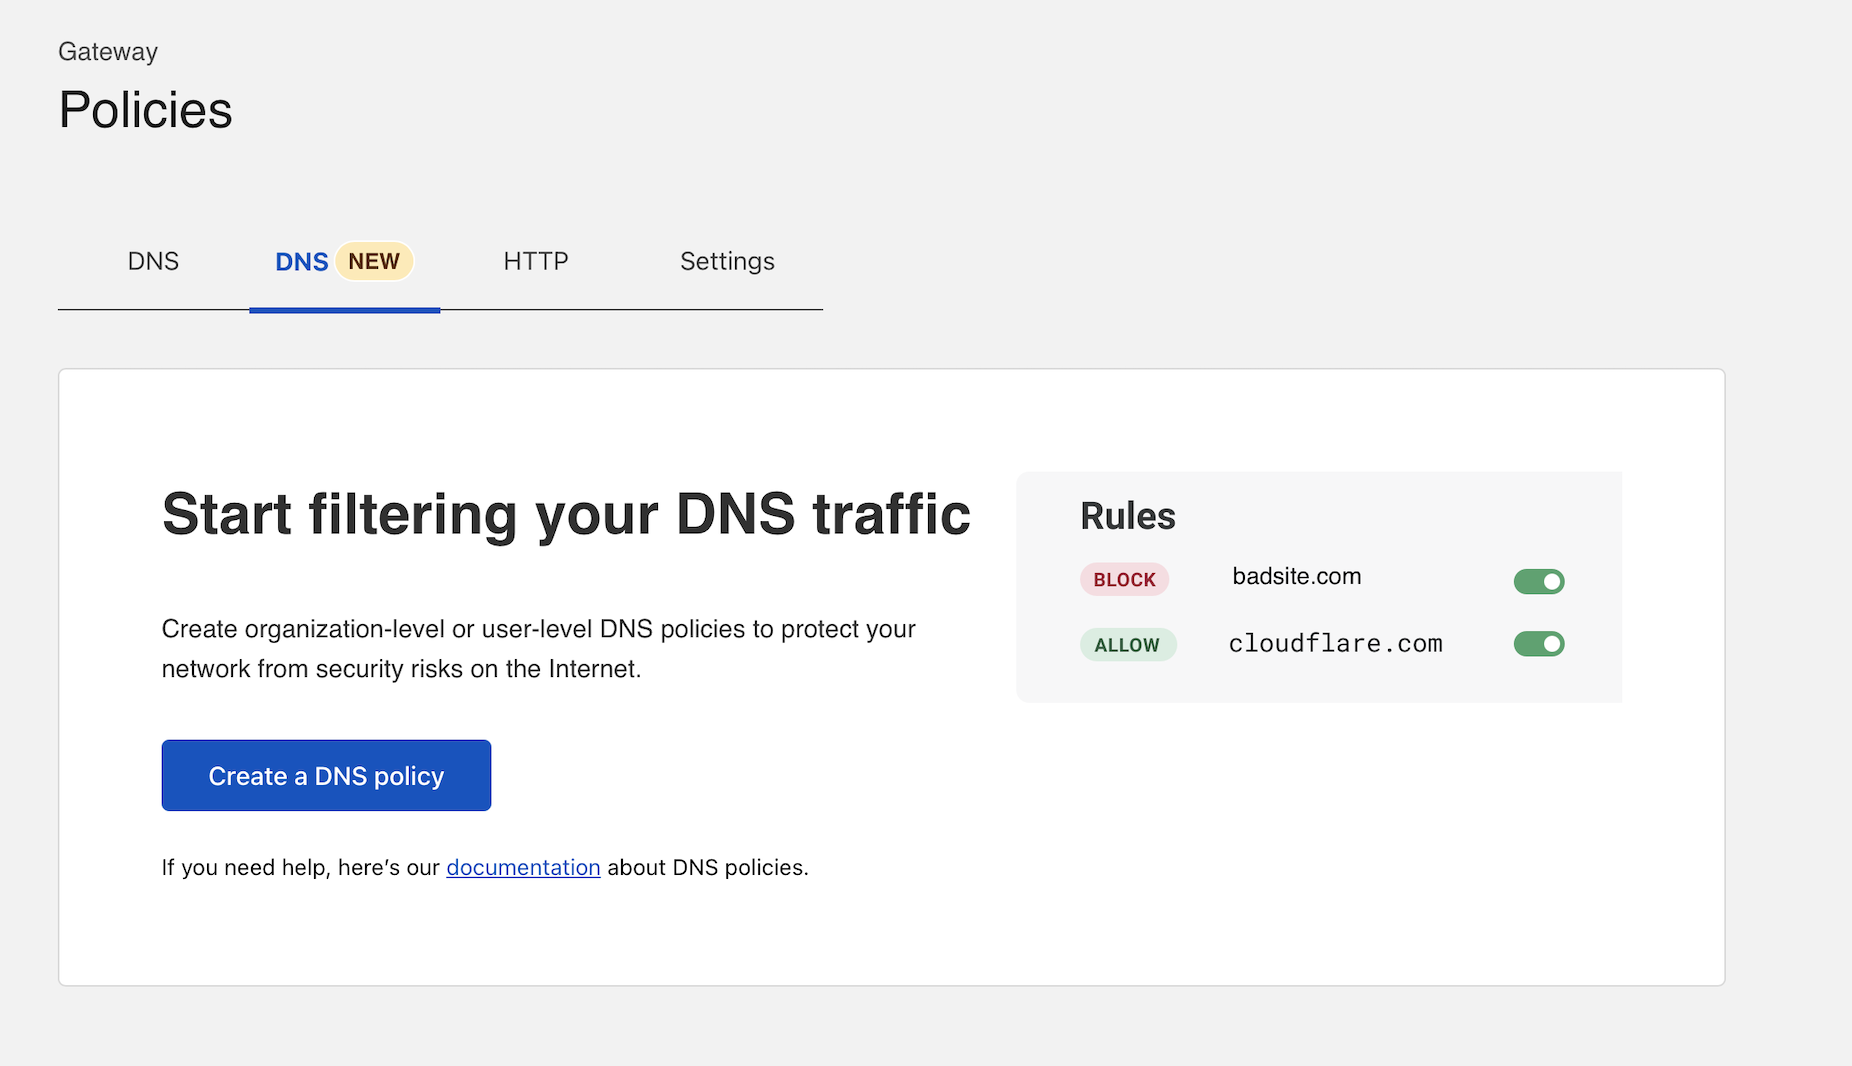 Gateway
Policies
DNS
DNS NEW
HTTP
Settings
Start filtering your DNS traffic
Create organization-level or user-level DNS policies to protect your
network from security risks on the Internet.
Create a DNS policy
If you need help, here's our documentation about DNS policies.
Rules
BLOCK badsite.com
ALLOW cloudflare.com